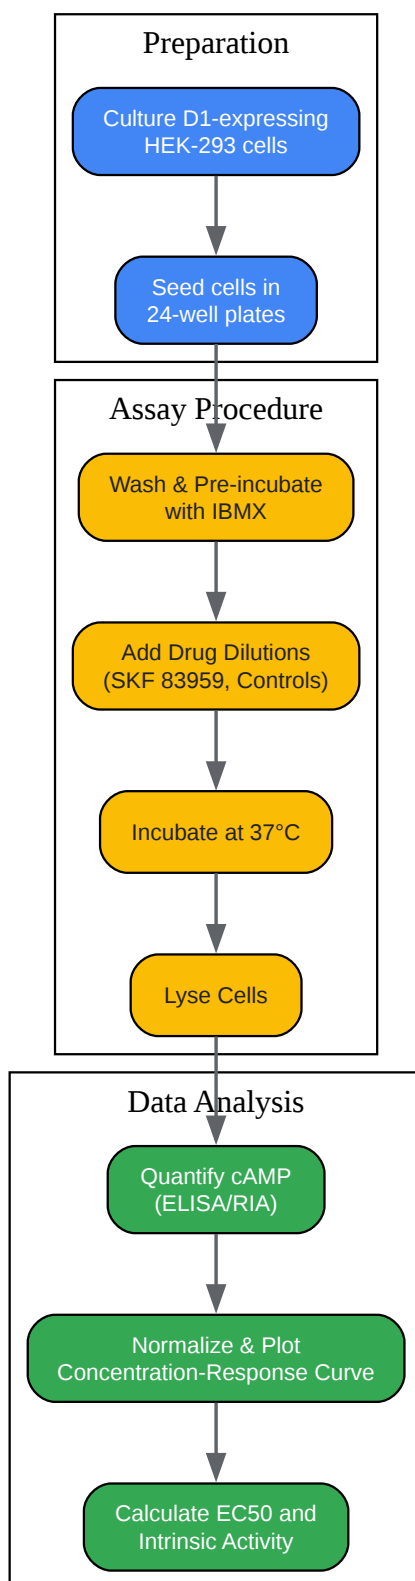 Preparation
Culture D1-expressing
HEK-293 cells
Seed cells in
24-well plates
Assay Procedure
Wash & Pre-incubate
with IBMX
Add Drug Dilutions
(SKF 83959, Controls)
Incubate at 37°C
Lyse Cells
Data Analysis
Quantify cAMP
(ELISA/RIA)
Normalize & Plot
Concentration-Response Curve
Calculate EC50 and
Intrinsic Activity